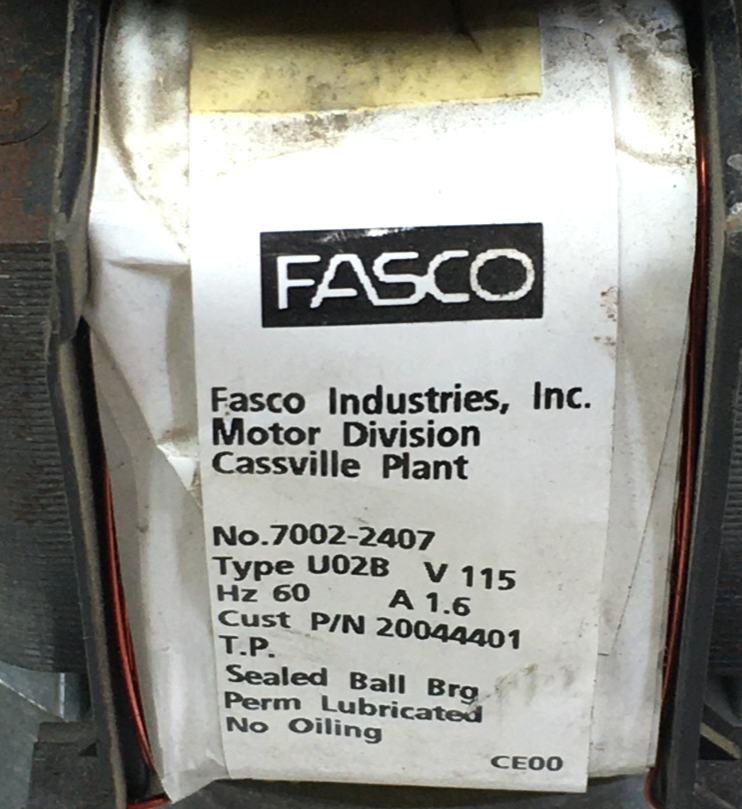 FASCO
Fasco Industries, Inc.
Motor Division
Cassville Plant
No.7002-2407
Type U02B V 115
Hz 60 A 1.6
Cust P/N 20044401
T.P.
Sealed Ball Brg
Perm Lubricated
No Oiling
CE00